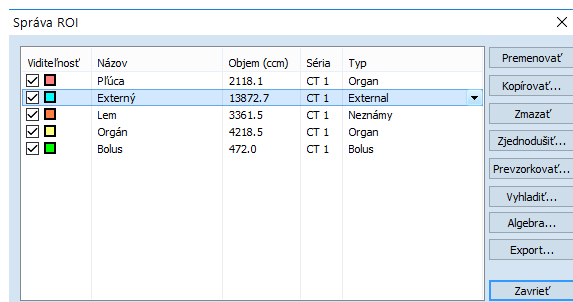 Správa ROI
Viditeľnosť Názov Objem (ccm) Séria Typ
Pľúca 2118.1 CT 1 Organ
Externý 13872.7 CT 1 External
Lem 3361.5 CT 1 Neznámy
Orgán 4218.5 CT 1 Organ
Bolus 472.0 CT 1 Bolus
Premenovať
Kopírovať...
Zmazať
Zjednodušiť...
Prevzorkovať...
Vyhladiť...
Algebra...
Export...
Zavrieť